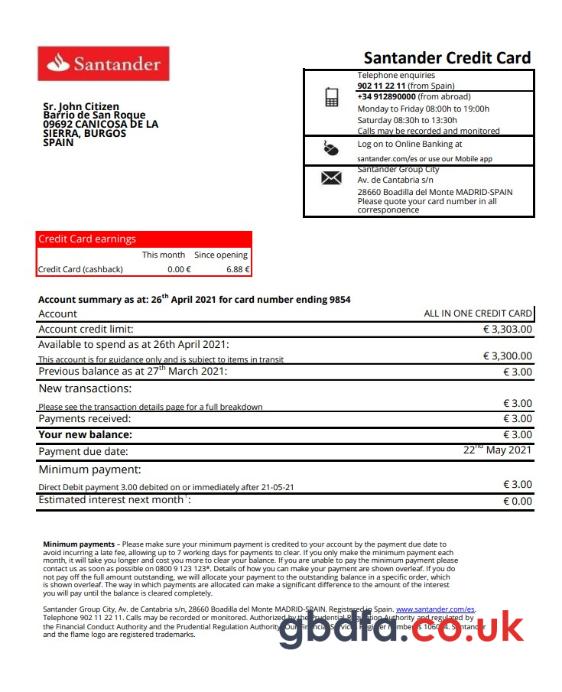 Santander
Santander Credit Card
Telephone enquiries
902 11 22 11 (from Spain)
+34 912890000 (from abroad)
Monday to Friday 08:00h to 19:00h
Saturday 08:30h to 13:30h
Calls may be recorded and monitored
Log on to Online Banking at
santander.com/es or use our Mobile app
Santander Group City
Av. de Cantabria s/n
28660 Boadilla del Monte MADRID-SPAIN
Please quote your card number in all
correspondence
Sr. John Citizen
Barrio de San Roque
09692 CANICOSA DE LA
SIERRA, BURGOS
SPAIN
Credit Card earnings
This month Since opening
Credit Card (cashback) 0.00 € 6.88 €
Account summary as at: 26th April 2021 for card number ending 9854
Account ALL IN ONE CREDIT CARD
Account credit limit: € 3,303.00
Available to spend as at 26th April 2021:
This account is for guidance only and is subject to items in transit € 3,300.00
Previous balance as at 27th March 2021: € 3.00
New transactions:
Please see the transaction details page for a full breakdown € 3.00
Payments received: € 3.00
Your new balance: € 3.00
Payment due date: 22nd May 2021
Minimum payment:
Direct Debit payment 3.00 debited on or immediately after 21-05-21 € 3.00
Estimated interest next month¹: € 0.00
Minimum payments – Please make sure your minimum payment is credited to your account by the payment due date to
avoid incurring a late fee, allowing up to 7 working days for payments to clear. If you only make the minimum payment each
month, it will take you longer and cost you more to clear your balance. If you are unable to pay the minimum payment please
contact us as soon as possible on 0800 9 123 123*. Details of how you can make your payment are shown overleaf. If you do
not pay off the full amount outstanding, we will allocate your payment to the outstanding balance in a specific order, which
is shown overleaf. The way in which payments are allocated can make a significant difference to the amount of the interest
you will pay until the balance is cleared completely.
Santander Group City, Av. de Cantabria s/n, 28660 Boadilla del Monte MADRID-SPAIN. Registered in Spain. www.santander.com/es.
Telephone 902 11 22 11. Calls may be recorded or monitored. Authorized by the Prudential Regulation Authority and regulated by
the Financial Conduct Authority and the Prudential Regulation Authority. Our Financial Services Register number is Santander
and the flame logo are registered trademarks.
gbdfa.co.uk